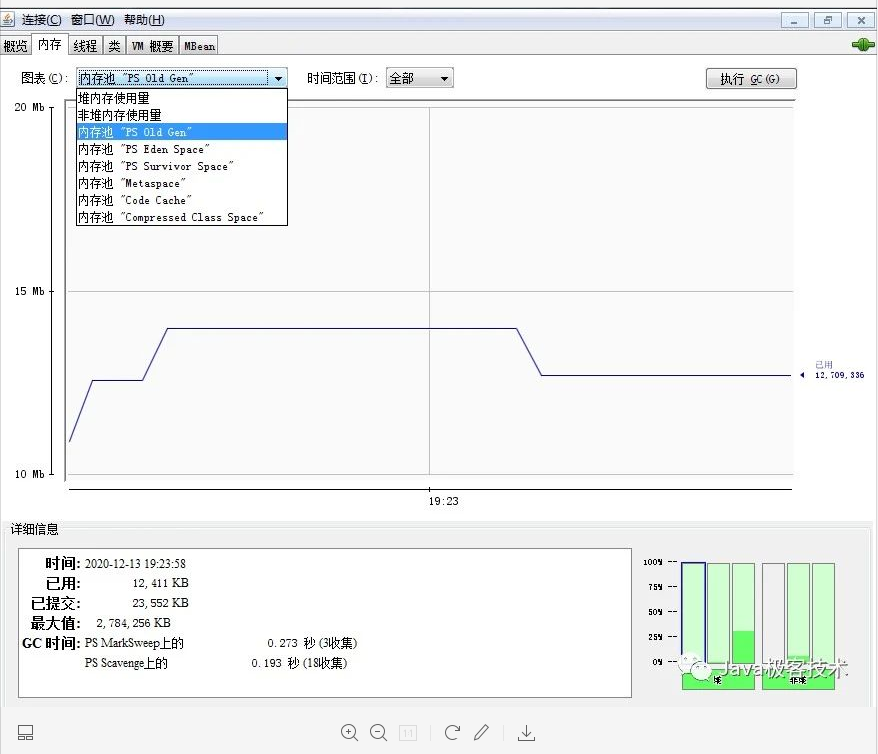 连接(C) 窗口(W) 帮助(H)
概览 内存 线程 类 VM 概要 MBean
图表(C): 内存池 "PS Old Gen" 时间范围(T): 全部 执行 GC(G)
堆内存使用量
非堆内存使用量
内存池 "PS Old Gen"
内存池 "PS Eden Space"
内存池 "PS Survivor Space"
内存池 "Metaspace"
内存池 "Code Cache"
内存池 "Compressed Class Space"
20 Mb
15 Mb
10 Mb
已用
12,709,336
19:23
详细信息
时间: 2020-12-13 19:23:58
已用: 12,411 KB
已提交: 23,552 KB
最大值: 2,784,256 KB
GC 时间: PS MarkSweep上的 0.273 秒 (3收集)
PS Scavenge上的 0.193 秒 (18收集)
100%
75%
50%
25%
0%
堆 非堆
Java极客技术
1:1